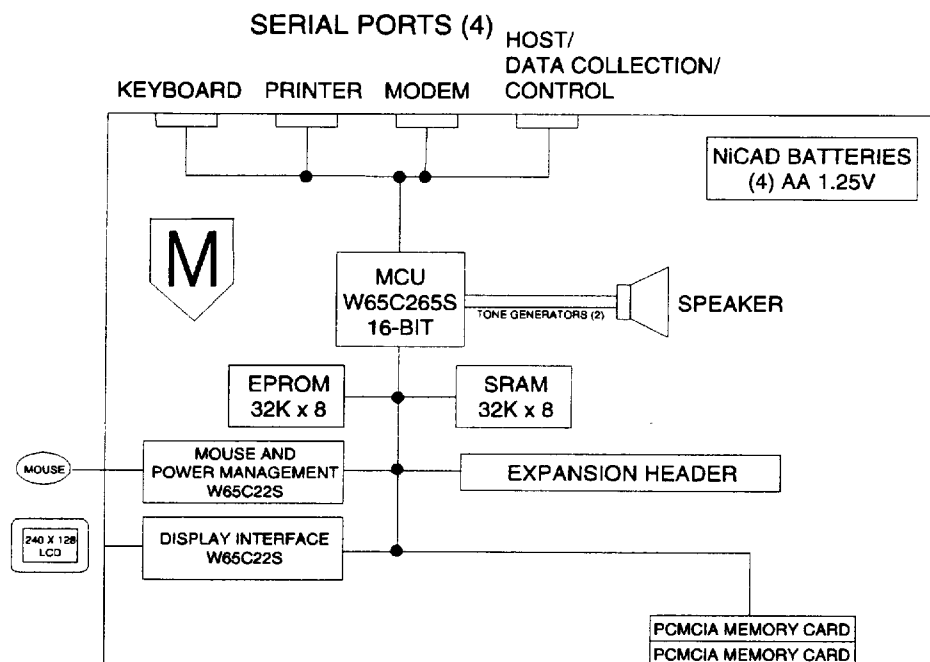 SERIAL PORTS (4)
HOST/
DATA COLLECTION/
CONTROL
KEYBOARD
PRINTER
MODEM
NiCAD BATTERIES
(4) AA 1.25V
M
MCU
W65C265S
16-BIT
TONE GENERATORS (2)
SPEAKER
EPROM
32K x 8
SRAM
32K x 8
MOUSE
MOUSE AND
POWER MANAGEMENT
W65C22S
EXPANSION HEADER
240 X 128
LCD
DISPLAY INTERFACE
W65C22S
PCMCIA MEMORY CARD
PCMCIA MEMORY CARD